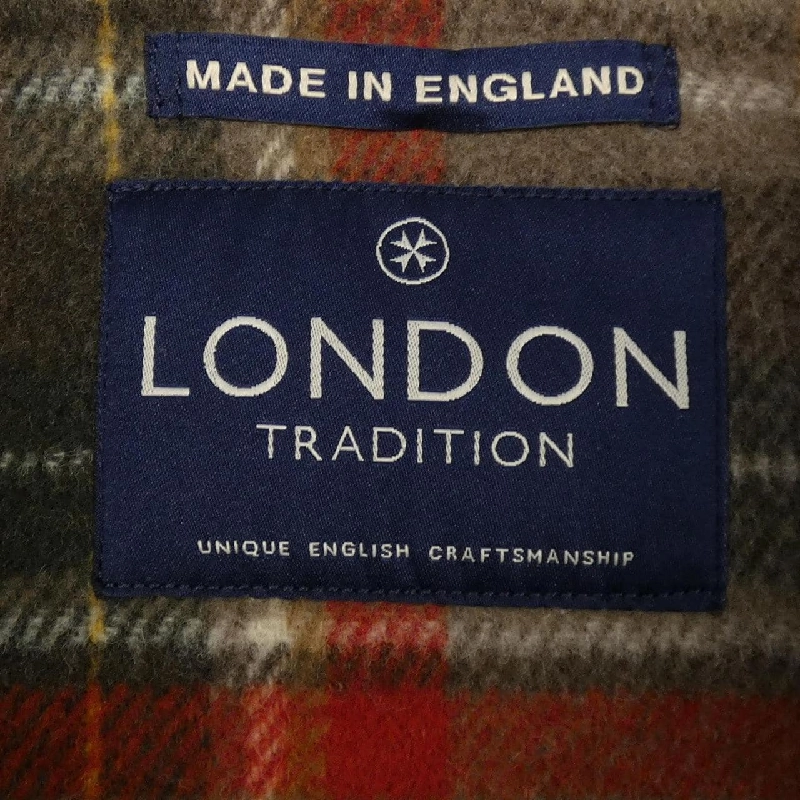 MADE IN ENGLAND
LONDON
TRADITION
UNIQUE ENGLISH CRAFTSMANSHIP